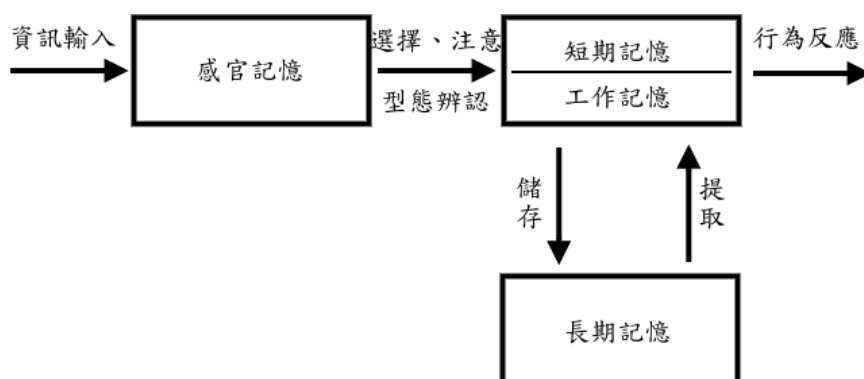 資訊輸入
感官記憶
選擇、注意
型態辨認
短期記憶
工作記憶
行為反應
儲存
提取
長期記憶